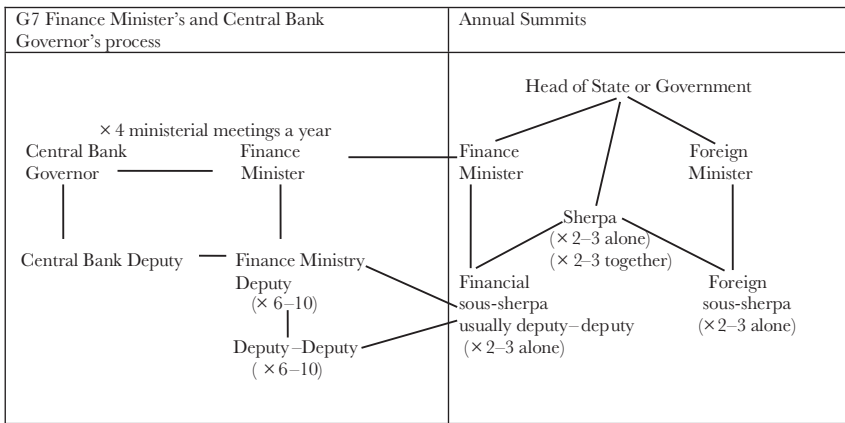 G7 Finance Minister’s and Central Bank
Governor’s process
Annual Summits
Head of State or Government
× 4 ministerial meetings a year
Central Bank
Governor
Finance
Minister
Finance
Minister
Foreign
Minister
Sherpa
(× 2–3 alone)
(× 2–3 together)
Central Bank Deputy
Finance Ministry
Deputy
(× 6–10)
Financial
sous-sherpa
usually deputy–deputy
(× 2–3 alone)
Foreign
sous-sherpa
(× 2–3 alone)
Deputy–Deputy
( × 6–10)